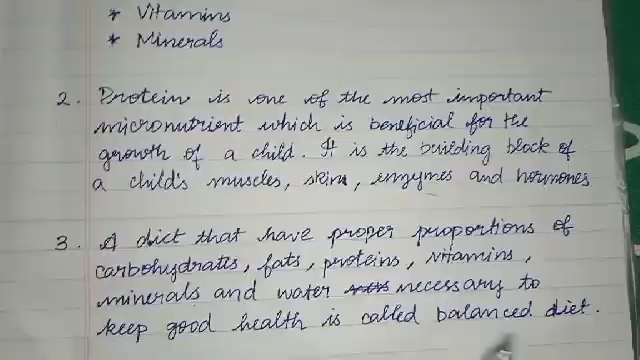 * Vitamins
* Minerals
2. Protein is one of the most important
micronutrient which is beneficial for the
growth of a child. It is the building block of
a child's muscles, skin, enzymes and hormones
3. A diet that have proper proportions of
carbohydrates, fats, proteins, vitamins,
minerals and water necessary to
keep good health is called balanced diet.